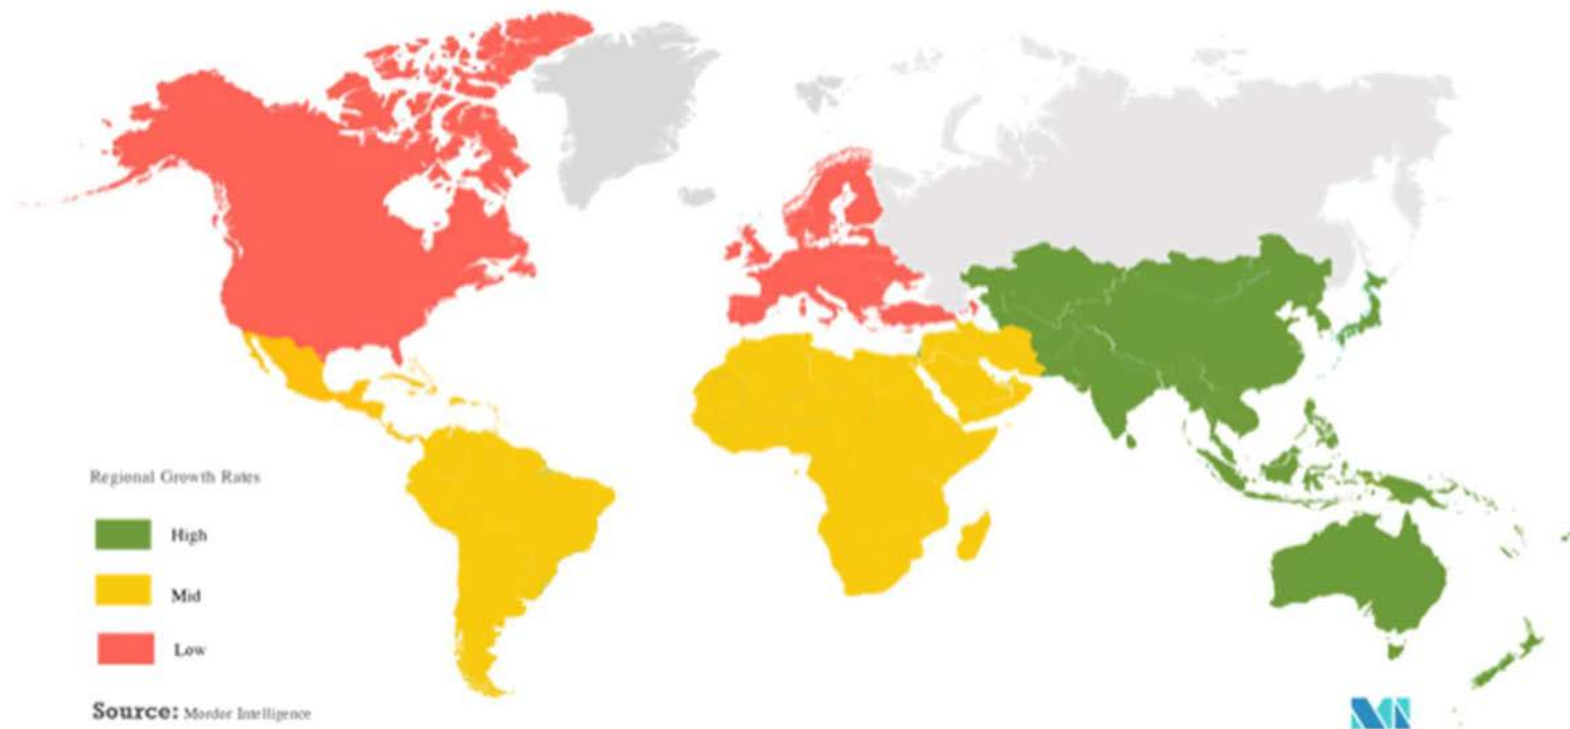 Regional Growth Rates
High
Mid
Low
Source: Mordor Intelligence